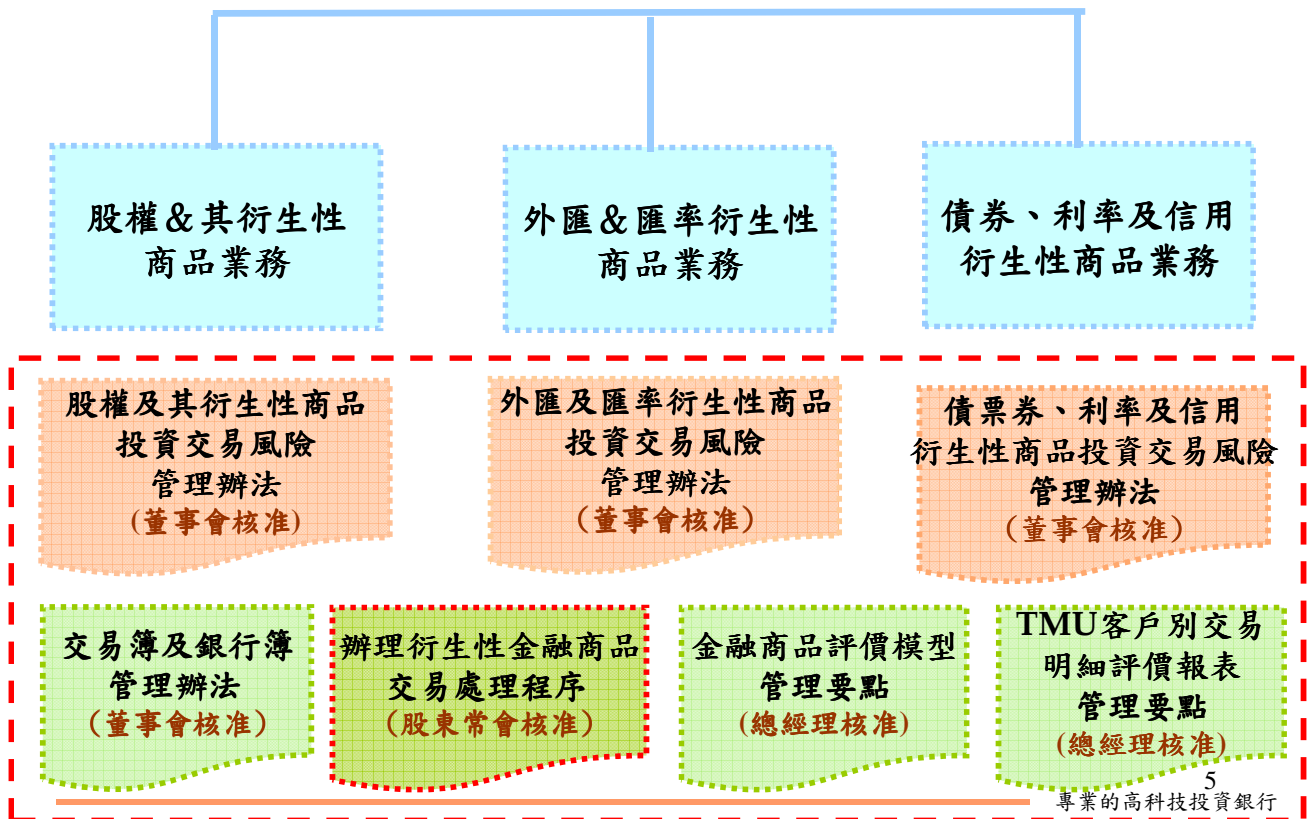 股權&其衍生性
商品業務
外匯&匯率衍生性
商品業務
債券、利率及信用
衍生性商品業務
股權及其衍生性商品
投資交易風險
管理辦法
(董事會核准)
外匯及匯率衍生性商品
投資交易風險
管理辦法
(董事會核准)
債票券、利率及信用
衍生性商品投資交易風險
管理辦法
(董事會核准)
交易簿及銀行簿
管理辦法
(董事會核准)
辦理衍生性金融商品
交易處理程序
(股東常會核准)
金融商品評價模型
管理要點
(總經理核准)
TMU客戶別交易
明細評價報表
管理要點
(總經理核准)
5
專業的高科技投資銀行